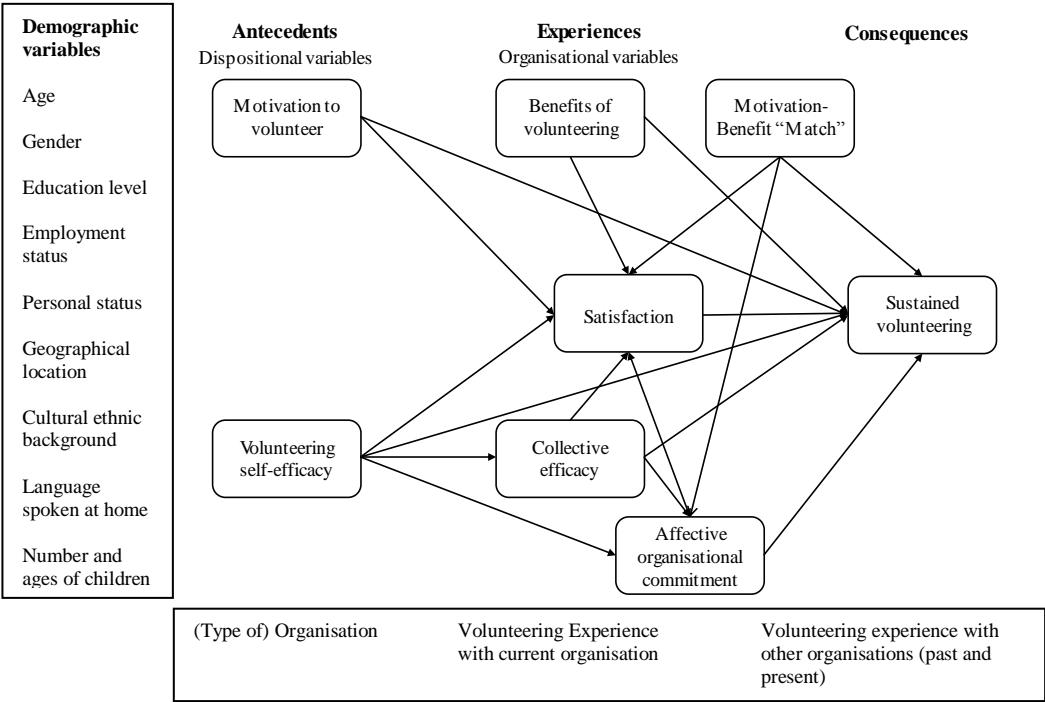 Demographic
variables
Age
Gender
Education level
Employment
status
Personal status
Geographical
location
Cultural ethnic
background
Language
spoken at home
Number and
ages of children
Antecedents
Dispositional variables
Experiences
Organisational variables
Consequences
Motivation to
volunteer
Benefits of
volunteering
Motivation-
Benefit “Match”
Satisfaction
Sustained
volunteering
Volunteering
self-efficacy
Collective
efficacy
Affective
organisational
commitment
(Type of) Organisation
Volunteering Experience
with current organisation
Volunteering experience with
other organisations (past and
present)